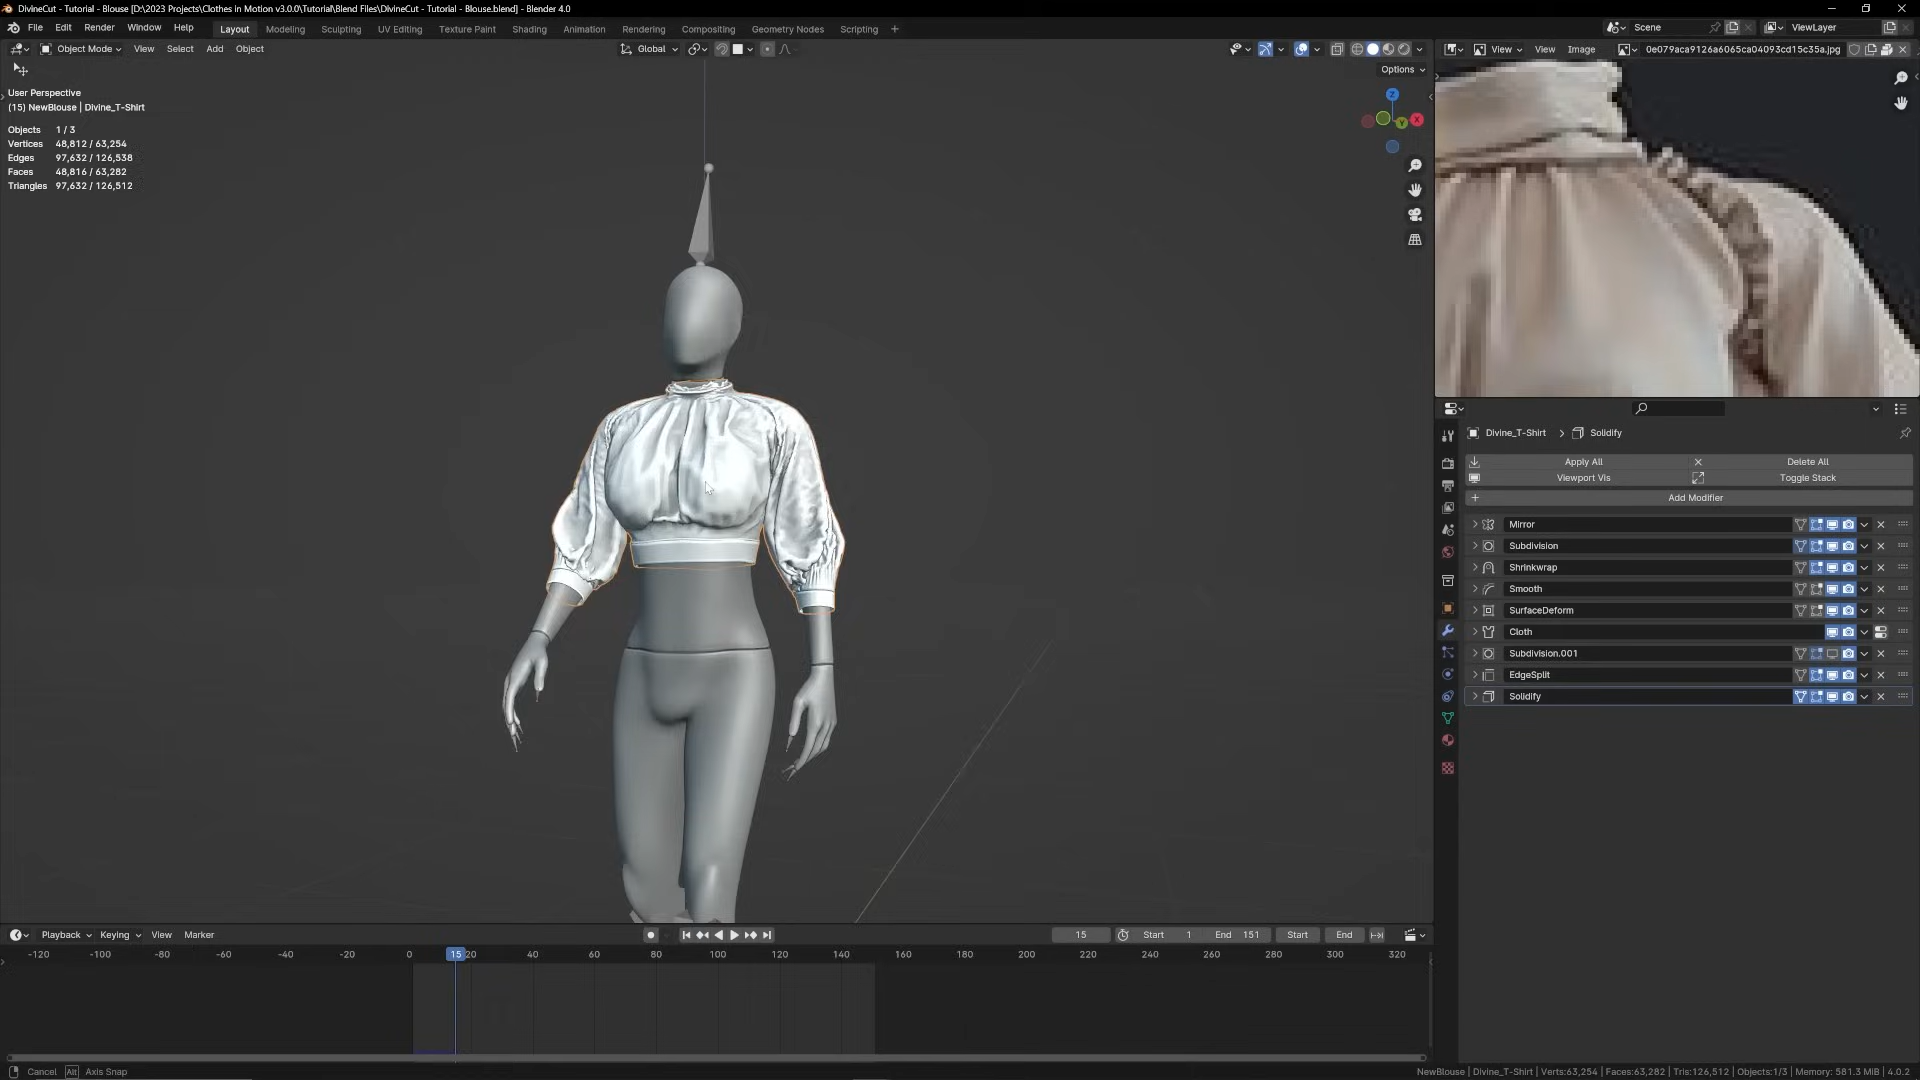 DivineCut - Tutorial - Blouse [D:\2023 Projects\Clothes in Motion v3.0.0\Tutorial\Blend Files\DivineCut - Tutorial - Blouse.blend] - Blender 4.0
File Edit Render Window Help Layout Modeling Sculpting UV Editing Texture Paint Shading Animation Rendering Compositing Geometry Nodes Scripting + Scene ViewLayer
Object Mode View Select Add Object Global View View Image 0e079aca9126a6065ca04093cd15c35a.jpg
Options
User Perspective
(15) NewBlouse | Divine_T-Shirt
Objects 1 / 3
Vertices 48,812 / 63,254
Edges 97,632 / 126,538
Faces 48,816 / 63,282
Triangles 97,632 / 126,512
Z
Y
X
Divine_T-Shirt > Solidify
Apply All Delete All
Viewport Vis Toggle Stack
Add Modifier
Mirror
Subdivision
Shrinkwrap
Smooth
SurfaceDeform
Cloth
Subdivision.001
EdgeSplit
Solidify
Playback Keying View Marker 15 Start 1 End 151 Start End
-120 -100 -80 -60 -40 -20 0 15 20 40 60 80 100 120 140 160 180 200 220 240 260 280 300 320
Cancel Alt Axis Snap
NewBlouse | Divine_T-Shirt | Verts:63,254 | Faces:63,282 | Tris:126,512 | Objects:1/3 | Memory: 581.3 MiB | 4.0.2